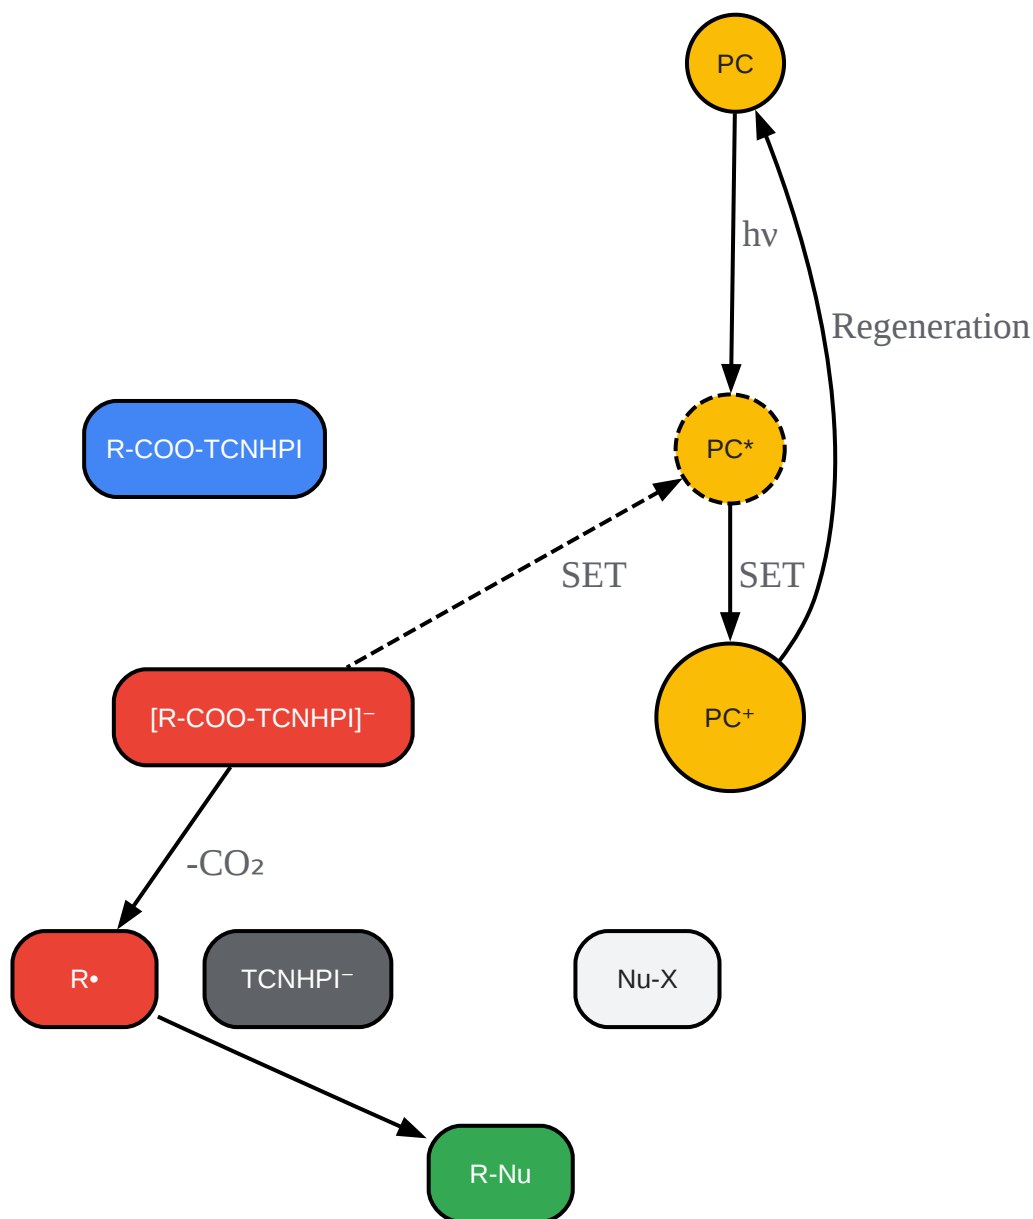 PC
hν
Regeneration
R-COO-TCNHPI
PC*
SET
SET
[R-COO-TCNHPI]⁻
PC⁺
-CO₂
R•
TCNHPI⁻
Nu-X
R-Nu